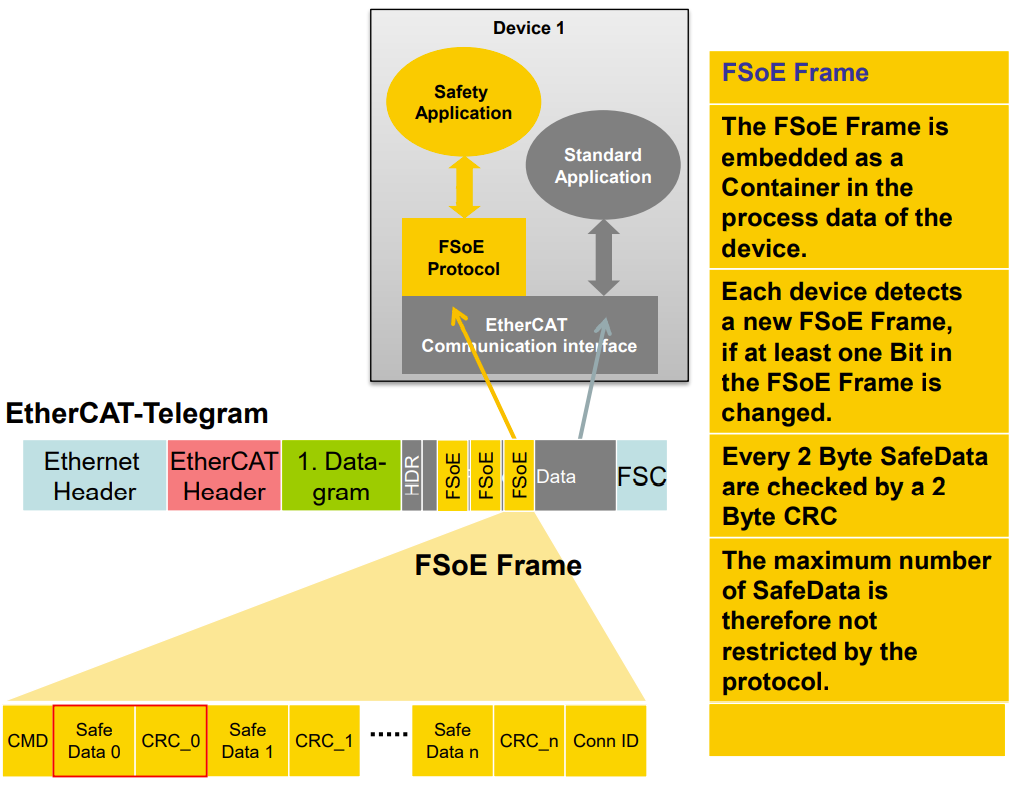 Device 1
Safety
Application
Standard
Application
FSoE
Protocol
EtherCAT
Communication interface
EtherCAT-Telegram
Ethernet
Header
EtherCAT
Header
1. Data-
gram
HDR
FSoE
FSoE
FSoE
Data
FSC
FSoE Frame
CMD
Safe
Data 0
CRC_0
Safe
Data 1
CRC_1
......
Safe
Data n
CRC_n
Conn ID
FSoE Frame
The FSoE Frame is
embedded as a
Container in the
process data of the
device.
Each device detects
a new FSoE Frame,
if at least one Bit in
the FSoE Frame is
changed.
Every 2 Byte SafeData
are checked by a 2
Byte CRC
The maximum number
of SafeData is
therefore not
restricted by the
protocol.